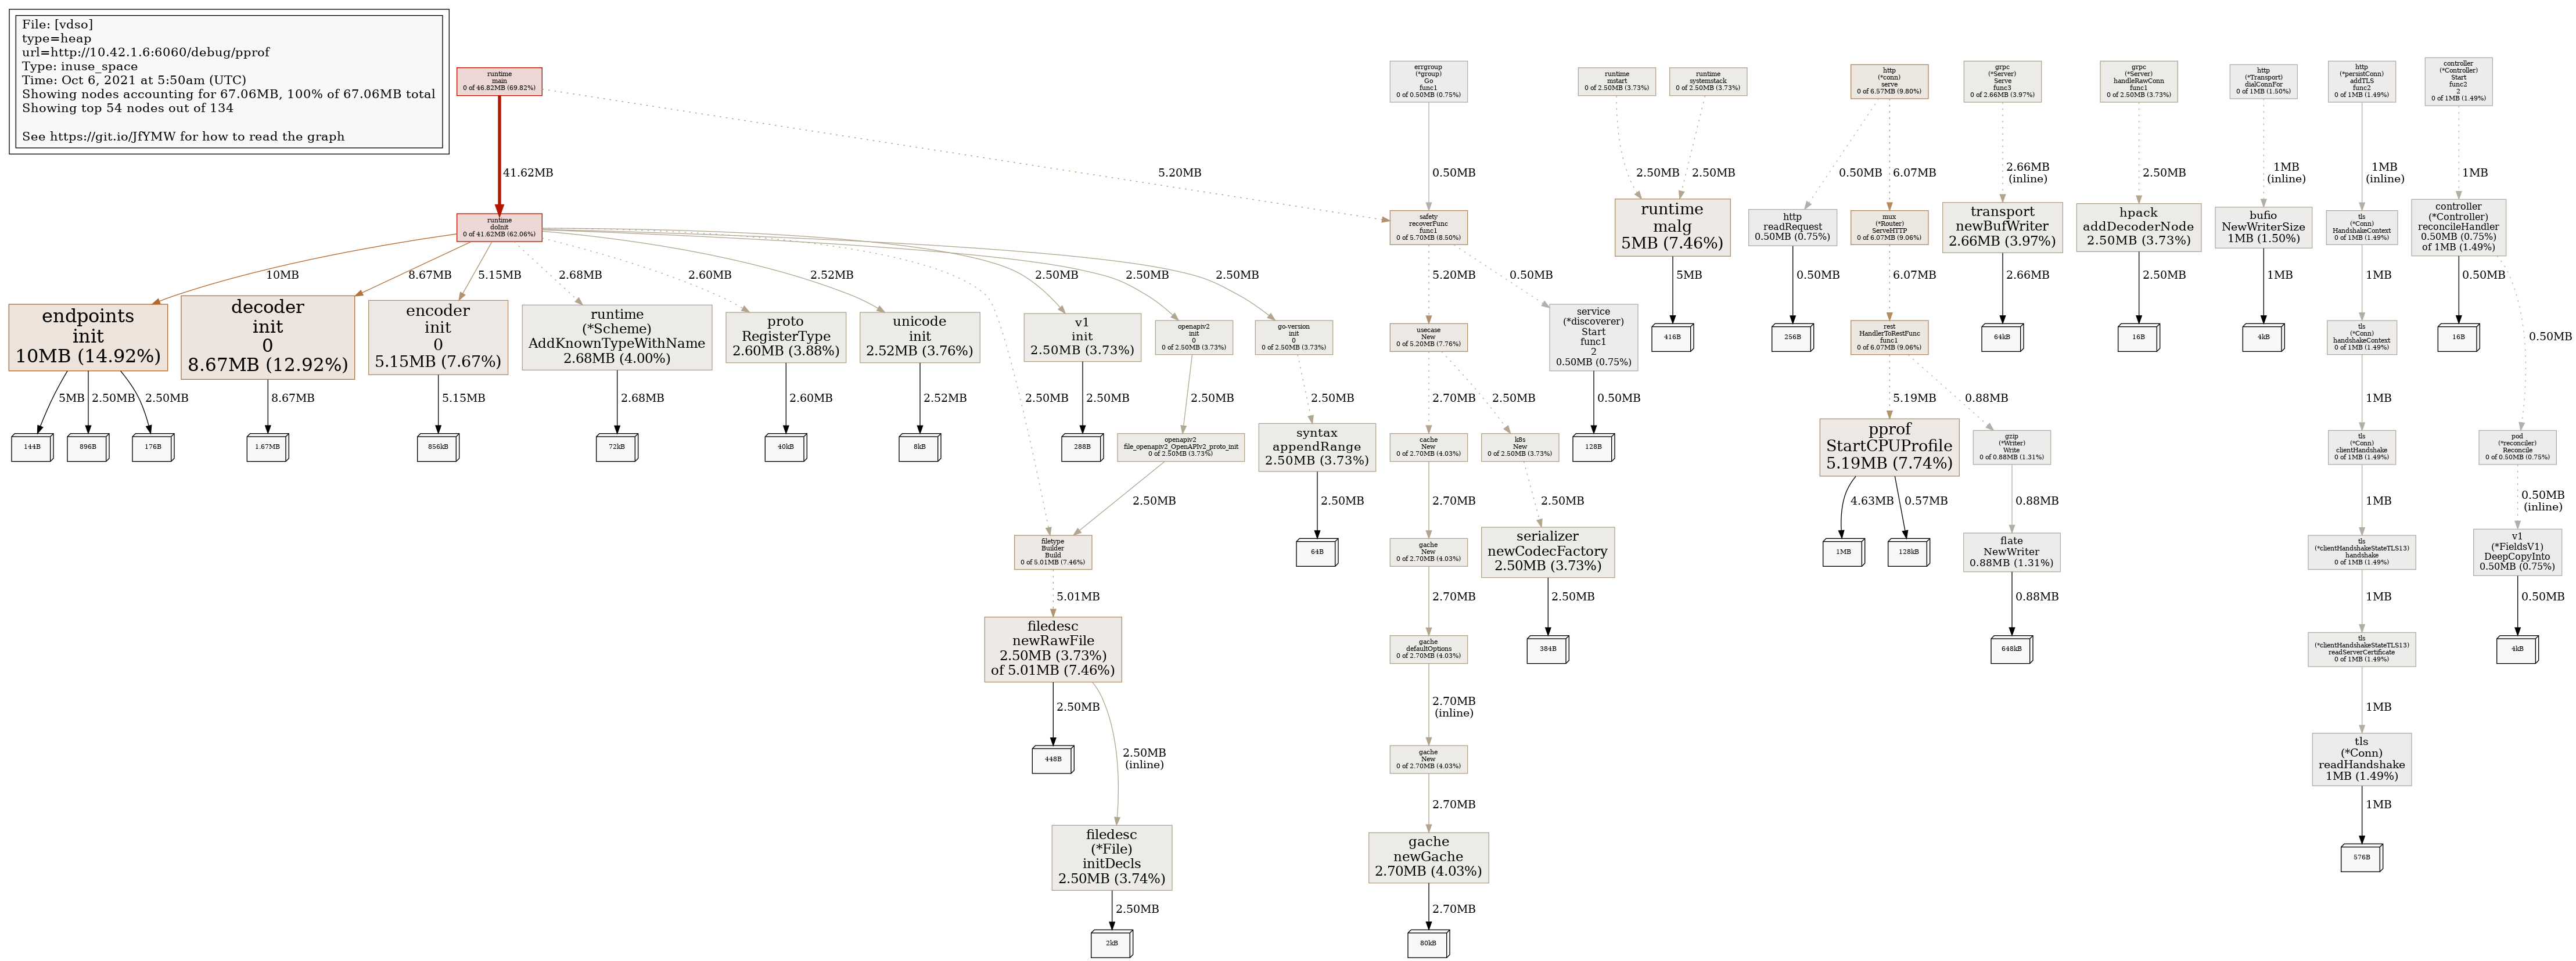 File: [vdso]
type=heap
url=http://10.42.1.6:6060/debug/pprof
Type: inuse_space
Time: Oct 6, 2021 at 5:50am (UTC)
Showing nodes accounting for 67.06MB, 100% of 67.06MB total
Showing top 54 nodes out of 134
See https://git.io/JfYMW for how to read the graph
runtime
main
0 of 46.82MB (69.82%)
errgroup
(*group)
Go
func1
0 of 0.50MB (0.75%)
runtime
mstart
0 of 2.50MB (3.73%)
runtime
systemstack
0 of 2.50MB (3.73%)
http
(*conn)
serve
0 of 6.57MB (9.80%)
grpc
(*Server)
Serve
func3
0 of 2.66MB (3.97%)
grpc
(*Server)
handleRawConn
func1
0 of 2.50MB (3.73%)
http
(*Transport)
dialConnFor
0 of 1MB (1.50%)
http
(*persistConn)
addTLS
func2
0 of 1MB (1.49%)
controller
(*Controller)
Start
func2
2
0 of 1MB (1.49%)
41.62MB
5.20MB
0.50MB
2.50MB
2.50MB
0.50MB
6.07MB
2.66MB
(inline)
2.50MB
1MB
(inline)
1MB
(inline)
1MB
runtime
doInit
0 of 41.62MB (62.06%)
safety
recoverFunc
func1
0 of 5.70MB (8.50%)
runtime
malg
5MB (7.46%)
http
readRequest
0.50MB (0.75%)
mux
(*Router)
ServeHTTP
0 of 6.07MB (9.06%)
transport
newBufWriter
2.66MB (3.97%)
hpack
addDecoderNode
2.50MB (3.73%)
bufio
NewWriterSize
1MB (1.50%)
tls
(*Conn)
HandshakeContext
0 of 1MB (1.49%)
controller
(*Controller)
reconcileHandler
0.50MB (0.75%)
of 1MB (1.49%)
10MB
8.67MB
5.15MB
2.68MB
2.60MB
2.52MB
2.50MB
2.50MB
2.50MB
2.50MB
5.20MB
0.50MB
5MB
0.50MB
6.07MB
2.66MB
2.50MB
1MB
1MB
0.50MB
0.50MB
endpoints
init
10MB (14.92%)
decoder
init
0
8.67MB (12.92%)
encoder
init
0
5.15MB (7.67%)
runtime
(*Scheme)
AddKnownTypeWithName
2.68MB (4.00%)
proto
RegisterType
2.60MB (3.88%)
unicode
init
2.52MB (3.76%)
v1
init
2.50MB (3.73%)
openapiv2
init
0
0 of 2.50MB (3.73%)
go-version
init
0
0 of 2.50MB (3.73%)
usecase
New
0 of 5.20MB (7.76%)
service
(*discoverer)
Start
func1
2
0.50MB (0.75%)
416B
256B
rest
HandlerToRestFunc
func1
0 of 6.07MB (9.06%)
64kB
16B
4kB
tls
(*Conn)
handshakeContext
0 of 1MB (1.49%)
16B
5MB
2.50MB
2.50MB
8.67MB
5.15MB
2.68MB
2.60MB
2.52MB
2.50MB
2.50MB
2.50MB
2.70MB
2.50MB
0.50MB
5.19MB
0.88MB
1MB
144B
896B
176B
1.67MB
856kB
72kB
40kB
8kB
288B
openapiv2
file_openapiv2_OpenAPIv2_proto_init
0 of 2.50MB (3.73%)
syntax
appendRange
2.50MB (3.73%)
cache
New
0 of 2.70MB (4.03%)
k8s
New
0 of 2.50MB (3.73%)
128B
pprof
StartCPUProfile
5.19MB (7.74%)
gzip
(*Writer)
Write
0 of 0.88MB (1.31%)
tls
(*Conn)
clientHandshake
0 of 1MB (1.49%)
pod
(*reconciler)
Reconcile
0 of 0.50MB (0.75%)
2.50MB
2.50MB
2.70MB
2.50MB
4.63MB
0.57MB
0.88MB
1MB
0.50MB
(inline)
filetype
Builder
Build
0 of 5.01MB (7.46%)
64B
gache
New
0 of 2.70MB (4.03%)
serializer
newCodecFactory
2.50MB (3.73%)
1MB
128kB
flate
NewWriter
0.88MB (1.31%)
tls
(*clientHandshakeStateTLS13)
handshake
0 of 1MB (1.49%)
v1
(*FieldsV1)
DeepCopyInto
0.50MB (0.75%)
5.01MB
2.70MB
2.50MB
0.88MB
1MB
0.50MB
filedesc
newRawFile
2.50MB (3.73%)
of 5.01MB (7.46%)
gache
defaultOptions
0 of 2.70MB (4.03%)
384B
648kB
tls
(*clientHandshakeStateTLS13)
readServerCertificate
0 of 1MB (1.49%)
4kB
2.50MB
2.50MB
(inline)
2.70MB
(inline)
1MB
448B
gache
New
0 of 2.70MB (4.03%)
tls
(*Conn)
readHandshake
1MB (1.49%)
2.70MB
1MB
filedesc
(*File)
initDecls
2.50MB (3.74%)
gache
newGache
2.70MB (4.03%)
576B
2.50MB
2.70MB
2kB
80kB